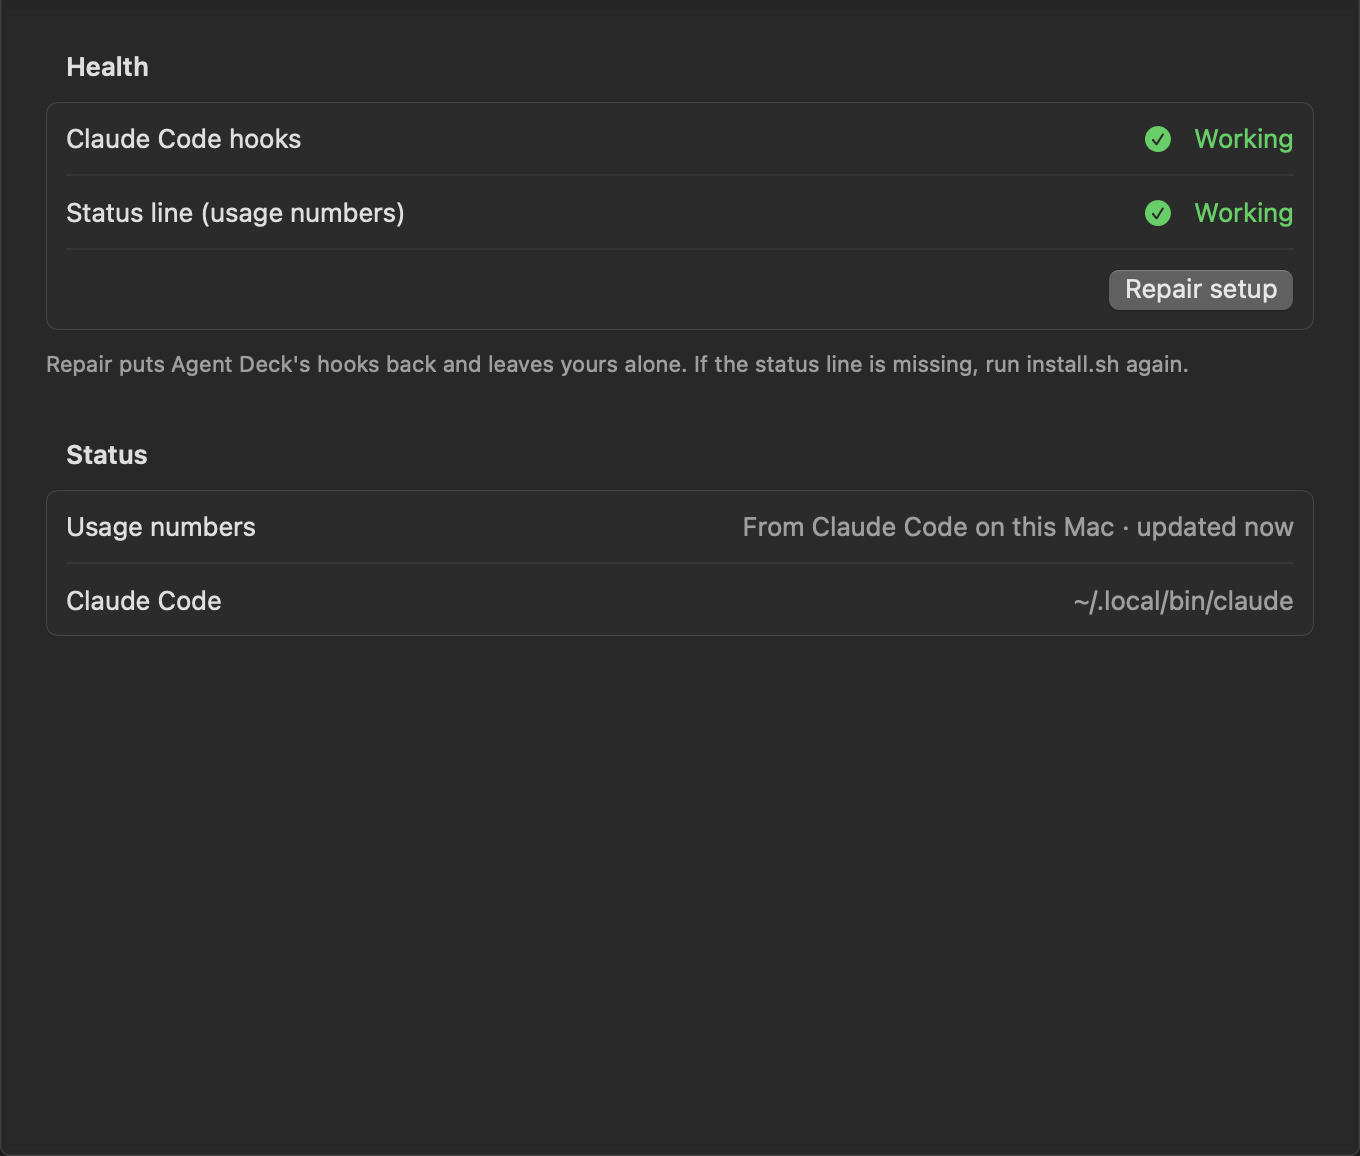 Health
Claude Code hooks Working
Status line (usage numbers) Working
Repair setup
Repair puts Agent Deck's hooks back and leaves yours alone. If the status line is missing, run install.sh again.
Status
Usage numbers From Claude Code on this Mac · updated now
Claude Code ~/.local/bin/claude